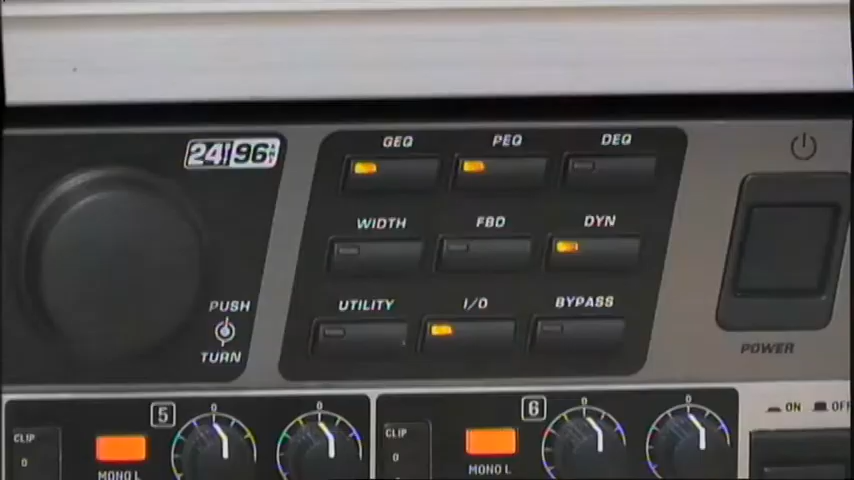 24 96
GEQ PEQ DEQ
WIDTH FBQ DYN
UTILITY I/O BYPASS
PUSH
TURN
POWER
5
CLIP
0
0
0
MONO L
6
CLIP
0
0
0
MONO L
ON OFF